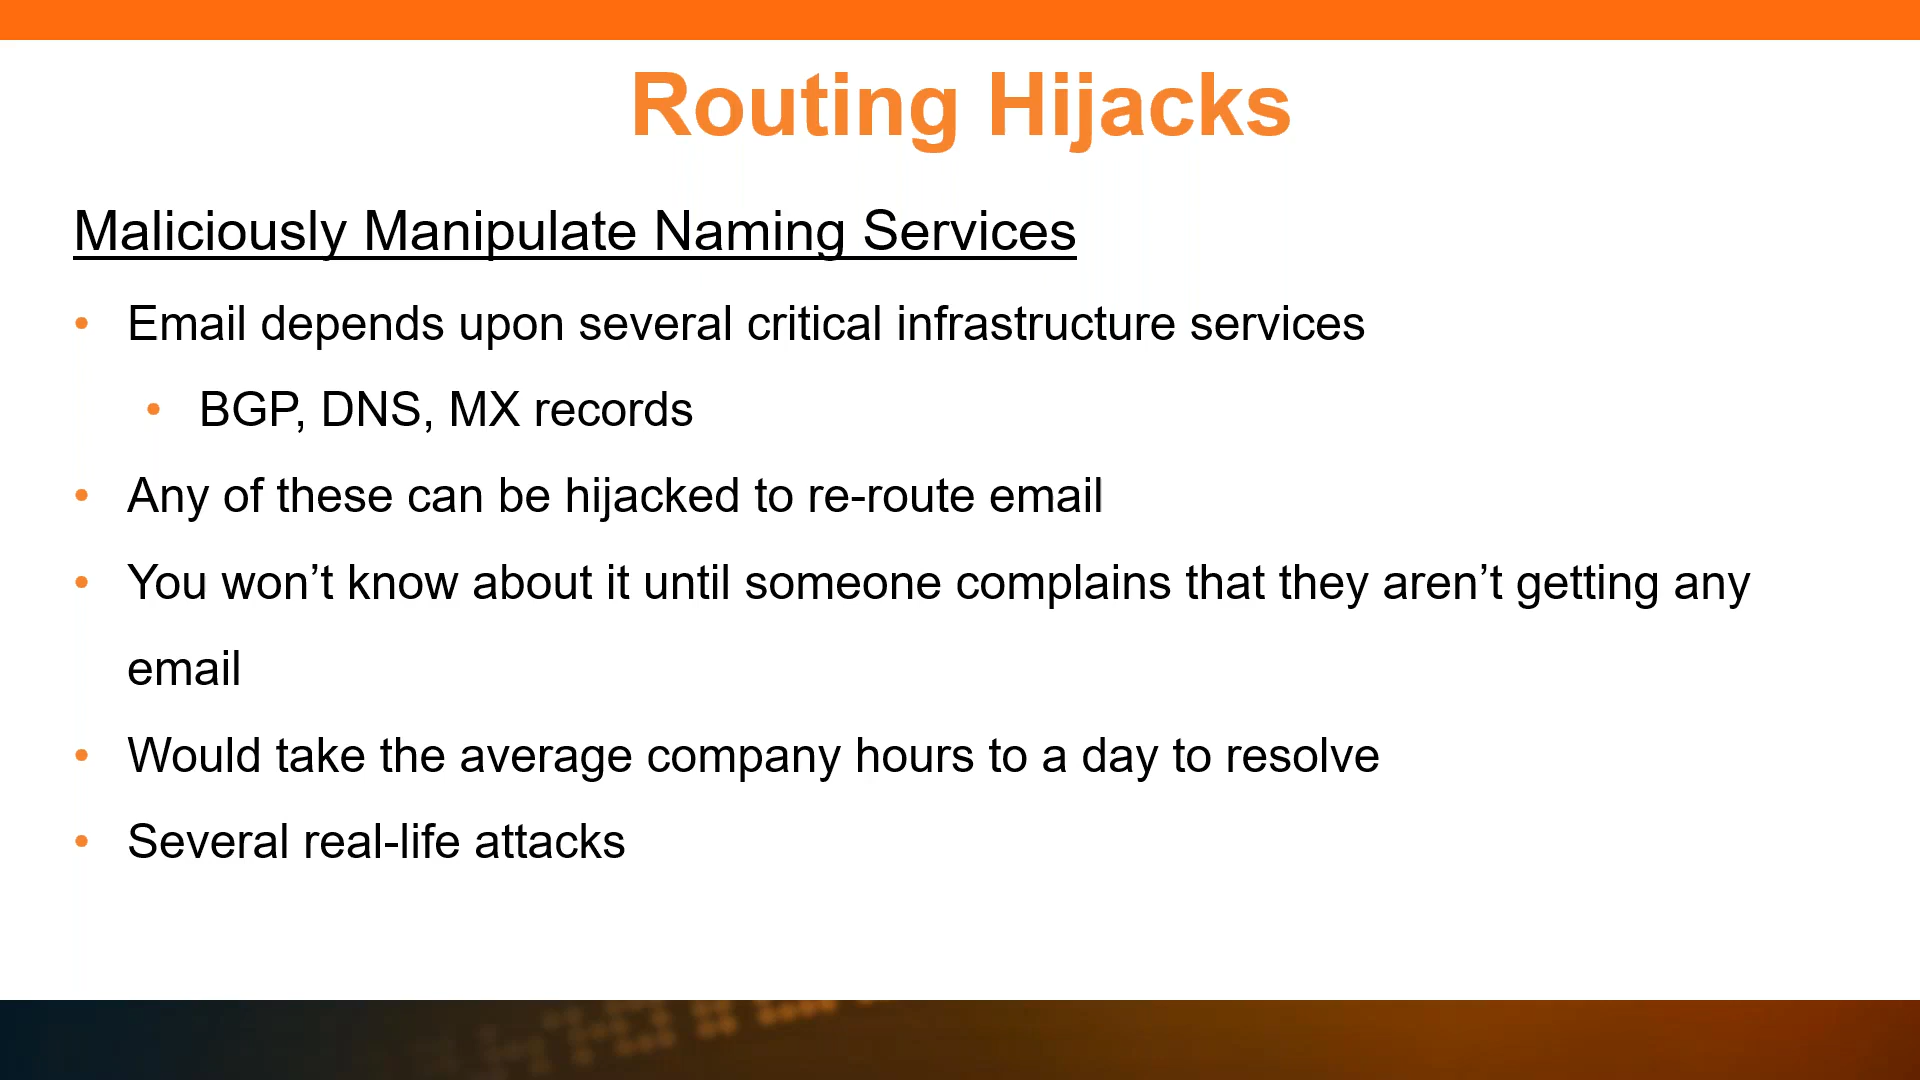 Routing Hijacks
Maliciously Manipulate Naming Services
• Email depends upon several critical infrastructure services
• BGP, DNS, MX records
• Any of these can be hijacked to re-route email
• You won’t know about it until someone complains that they aren’t getting any
email
• Would take the average company hours to a day to resolve
• Several real-life attacks